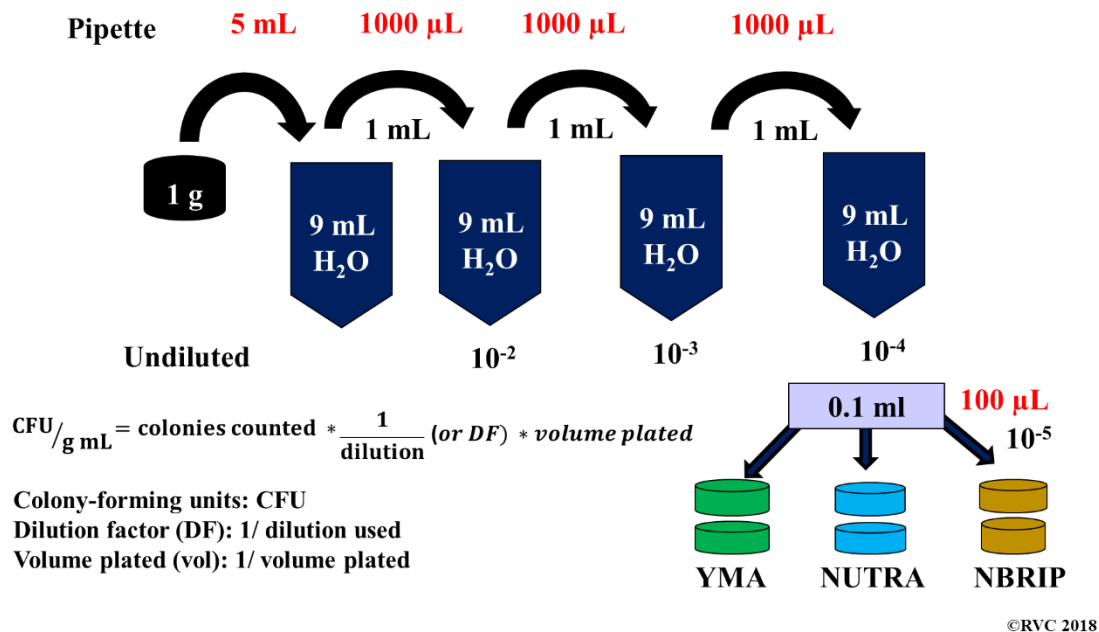 Pipette 5 mL 1000 µL 1000 µL 1000 µL
1 mL 1 mL 1 mL
1 g
9 mL H₂O 9 mL H₂O 9 mL H₂O 9 mL H₂O
Undiluted 10⁻² 10⁻³ 10⁻⁴
0.1 ml 100 µL
10⁻⁵
CFU/g mL = colonies counted * 1/dilution (or DF) * volume plated
Colony-forming units: CFU
Dilution factor (DF): 1/ dilution used
Volume plated (vol): 1/ volume plated
YMA NUTRA NBRIP
©RVC 2018